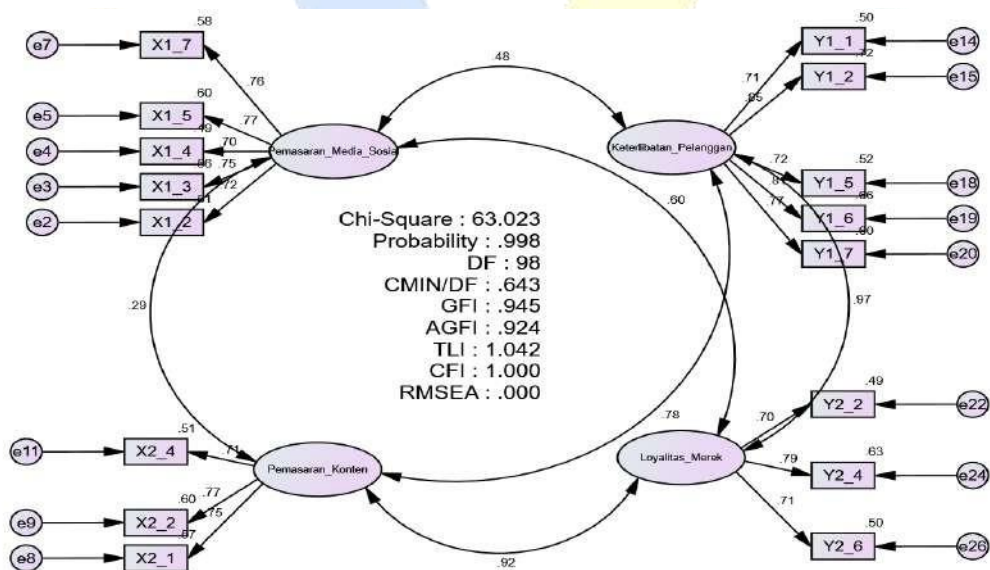 .58
e7
X1_7
.76
.60
e5
X1_5
.77
.49
e4
X1_4
.70
e3
X1_3
.75
e2
X1_2
.72
Pemasaran_Media_Sosial
.48
.50
Y1_1
e14
.71
.72
Y1_2
e15
.85
Keterlibatan_Pelanggan
.72
.52
Y1_5
e18
.81
.66
Y1_6
e19
.77
.60
Y1_7
e20
.60
.29
.97
Chi-Square : 63.023
Probability : .998
DF : 98
CMIN/DF : .643
GFI : .945
AGFI : .924
TLI : 1.042
CFI : 1.000
RMSEA : .000
.78
.51
e11
X2_4
.71
.60
e9
X2_2
.77
e8
X2_1
.75
Pemasaran_Konten
.92
Loyalitas_Merek
.49
Y2_2
e22
.70
.63
Y2_4
e24
.79
.50
Y2_6
e26
.71